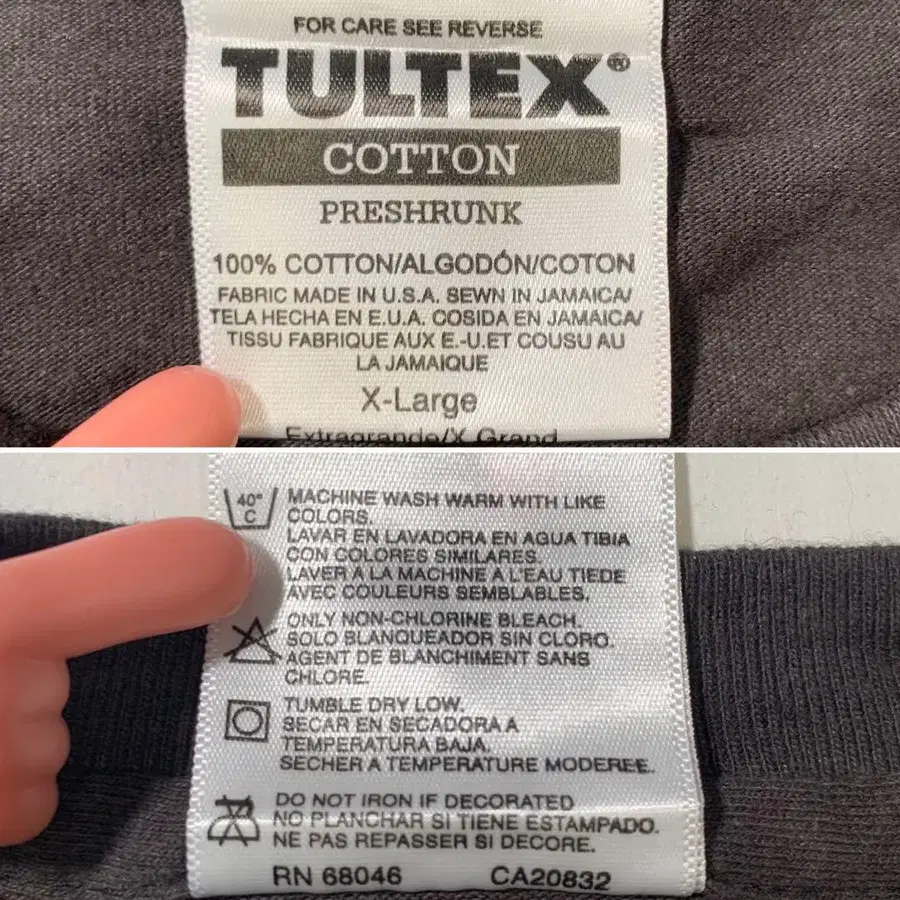 FOR CARE SEE REVERSE
TULTEX®
COTTON
PRESHRUNK
100% COTTON/ALGODÓN/COTON
FABRIC MADE IN U.S.A. SEWN IN JAMAICA/
TELA HECHA EN E.U.A. COSIDA EN JAMAICA/
TISSU FABRIQUE AUX E.-U.ET COUSU AU
LA JAMAIQUE
X-Large
Extragrande/X Grand
40°
C
MACHINE WASH WARM WITH LIKE
COLORS.
LAVAR EN LAVADORA EN AGUA TIBIA
CON COLORES SIMILARES.
LAVER A LA MACHINE A L'EAU TIEDE
AVEC COULEURS SEMBLABLES.
ONLY NON-CHLORINE BLEACH.
SOLO BLANQUEADOR SIN CLORO.
AGENT DE BLANCHIMENT SANS
CHLORE.
TUMBLE DRY LOW.
SECAR EN SECADORA A
TEMPERATURA BAJA.
SECHER A TEMPERATURE MODEREE.
DO NOT IRON IF DECORATED
NO PLANCHAR SI TIENE ESTAMPADO.
NE PAS REPASSER SI DECORE.
RN 68046 CA20832